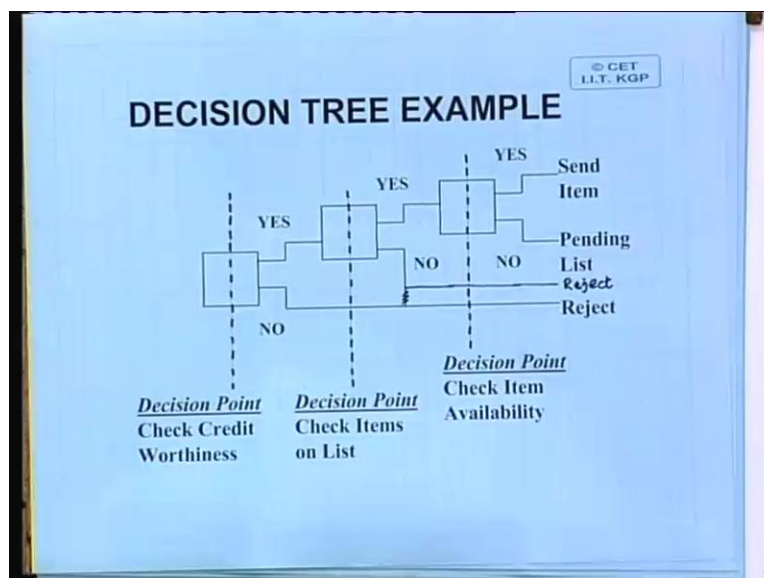 © CET
I.I.T. KGP
DECISION TREE EXAMPLE
YES
Send
Item
YES
YES
Pending
List
NO
NO
Reject
Reject
NO
Decision Point
Check Credit
Worthiness
Decision Point
Check Items
on List
Decision Point
Check Item
Availability